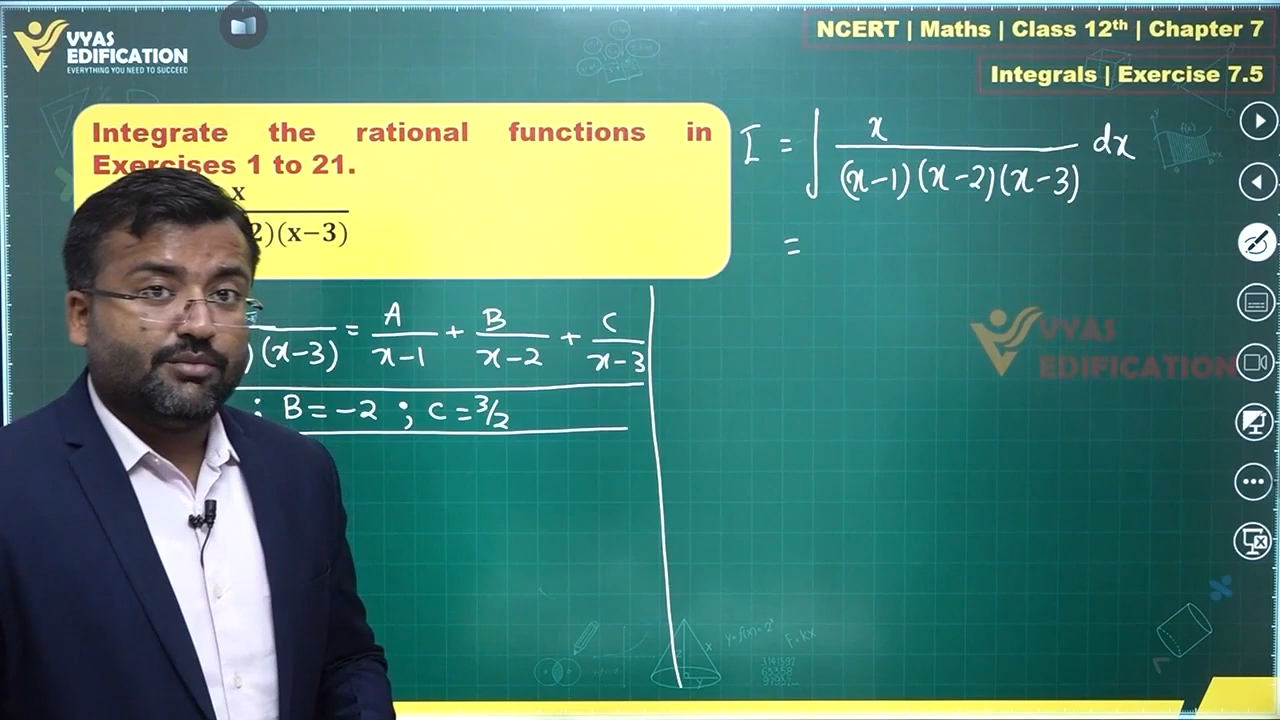 VYAS
EDIFICATION
EVERYTHING YOU NEED TO SUCCEED
NCERT | Maths | Class 12th | Chapter 7
Integrals | Exercise 7.5
Integrate the rational functions in
Exercises 1 to 21.
x
2)(x−3)
I = ∫ x / (x-1)(x-2)(x-3) dx
=
)(x-3) = A/x-1 + B/x-2 + C/x-3
; B = -2 ; C = 3/2
VYAS
EDIFICATION